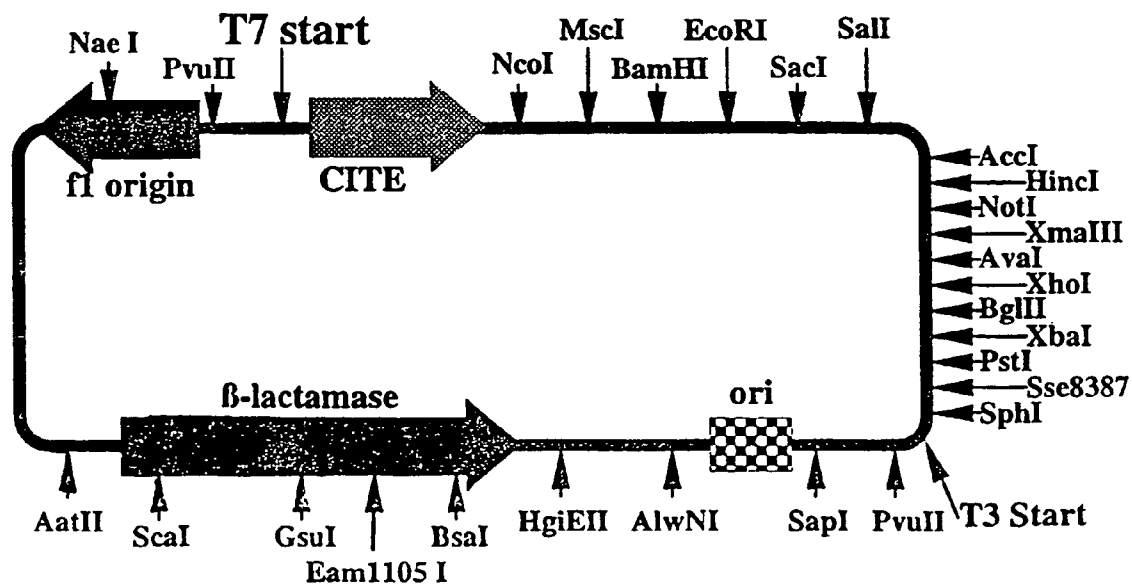 T7 start
MscI
EcoRI
SalI
Nae I
PvuII
NcoI
BamHI
SacI
f1 origin
CITE
AccI
HincI
NotI
XmaIII
AvaI
XhoI
BglII
XbaI
PstI
Sse8387
SphI
ß-lactamase
ori
AatII
ScaI
GsuI
Eam1105 I
BsaI
HgiEII
AlwNI
SapI
PvuII
T3 Start